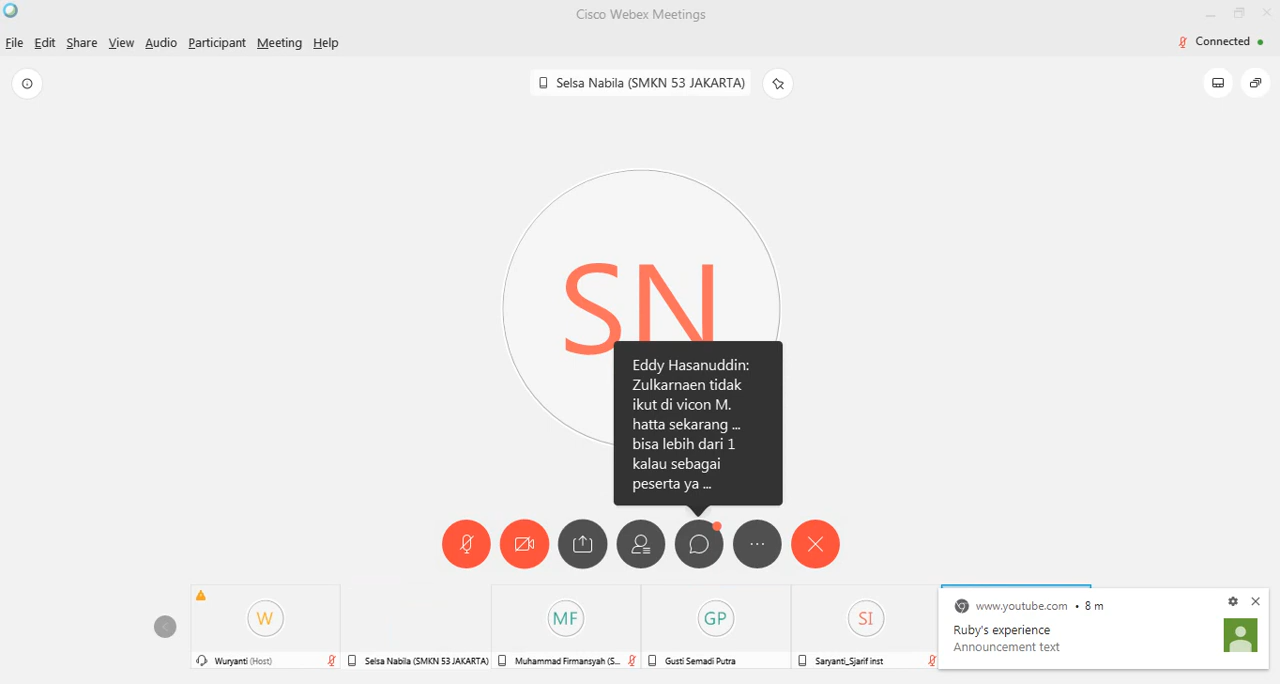 Cisco Webex Meetings
File Edit Share View Audio Participant Meeting Help
Connected
Selsa Nabila (SMKN 53 JAKARTA)
SN
Eddy Hasanuddin:
Zulkarnaen tidak
ikut di vicon M.
hatta sekarang ...
bisa lebih dari 1
kalau sebagai
peserta ya ...
W
Wuryanti (Host)
Selsa Nabila (SMKN 53 JAKARTA)
MF
Muhammad Firmansyah (S...
GP
Gusti Semadi Putra
SI
Saryanti_Sjarif inst
www.youtube.com • 8 m
Ruby's experience
Announcement text